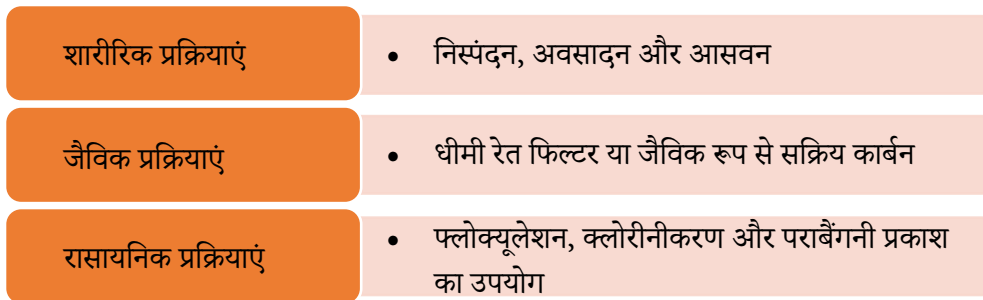 शारीरिक प्रक्रियाएं
• निस्पंदन, अवसादन और आसवन
जैविक प्रक्रियाएं
• धीमी रेत फिल्टर या जैविक रूप से सक्रिय कार्बन
रासायनिक प्रक्रियाएं
• फ्लोक्यूलेशन, क्लोरीनीकरण और पराबैंगनी प्रकाश
का उपयोग